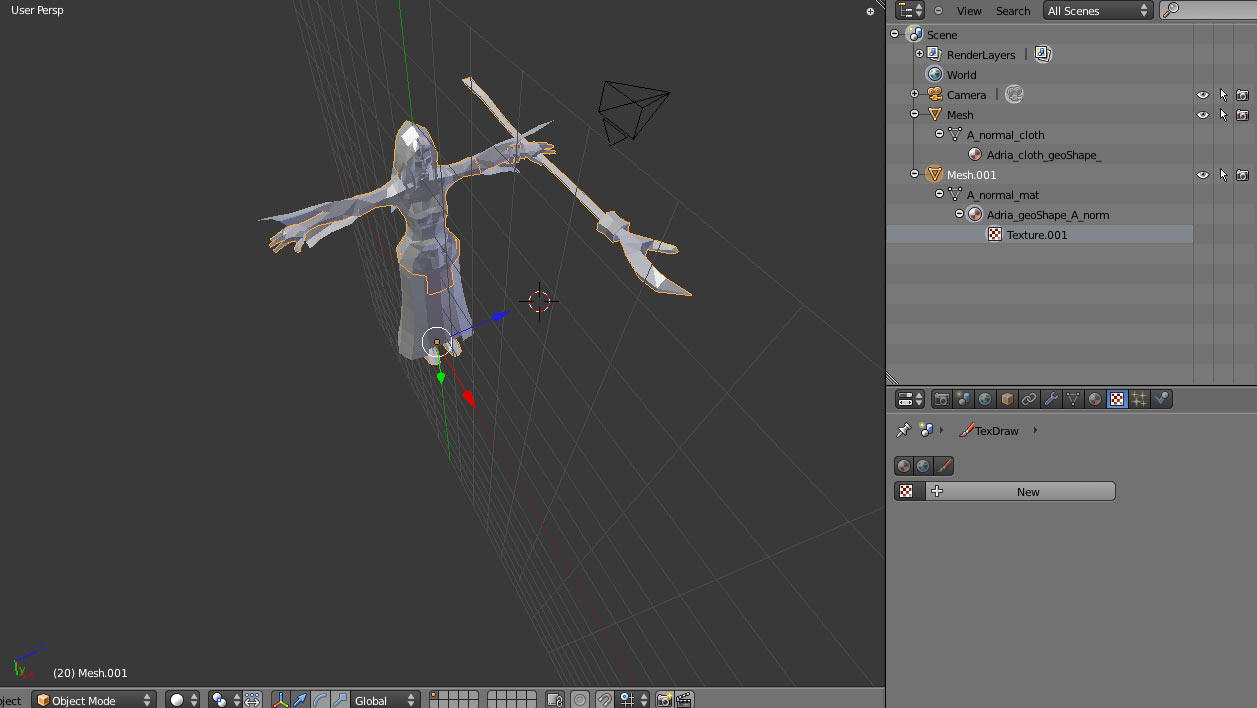 User Persp
View Search All Scenes
Scene
RenderLayers |
World
Camera |
Mesh
A_normal_cloth
Adria_cloth_geoShape_
Mesh.001
A_normal_mat
Adria_geoShape_A_norm
Texture.001
TexDraw
New
(20) Mesh.001
ject Object Mode Global